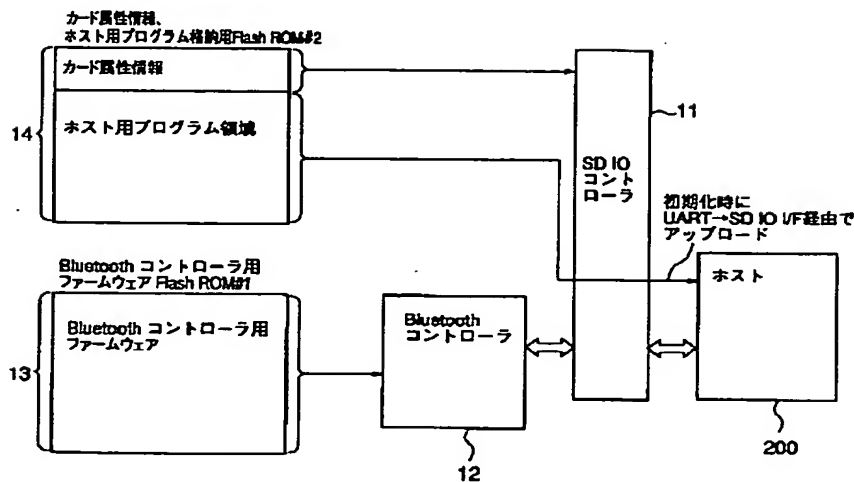 カード属性情報、
ホスト用プログラム格納用Flash ROM#2
カード属性情報
ホスト用プログラム領域
14
SD IO
コント
ローラ
11
初期化時に
UART→SD IO I/F経由で
アップロード
ホスト
200
Bluetooth コントローラ用
ファームウェア Flash ROM#1
Bluetooth コントローラ用
ファームウェア
13
Bluetooth
コントローラ
12